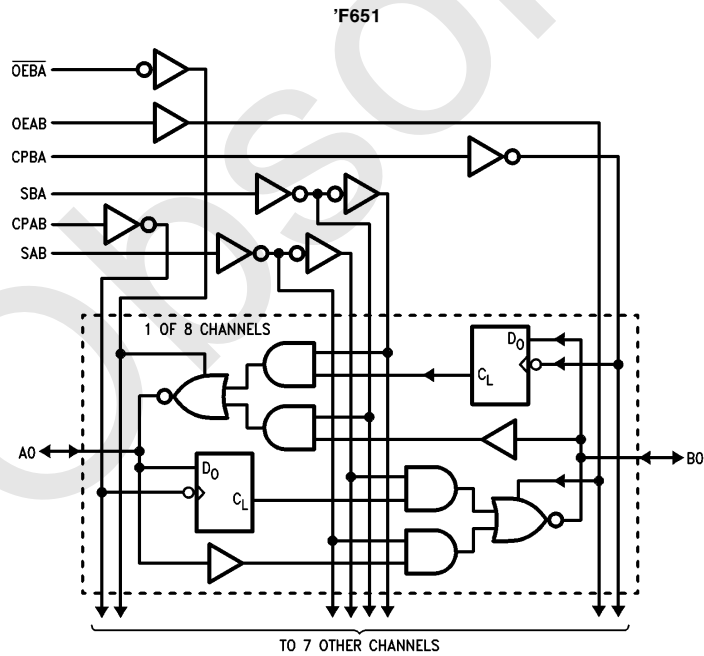 'F651
OEBA
OEAB
CPBA
SBA
CPAB
SAB
1 OF 8 CHANNELS
D0
CL
A0
B0
D0
CL
TO 7 OTHER CHANNELS